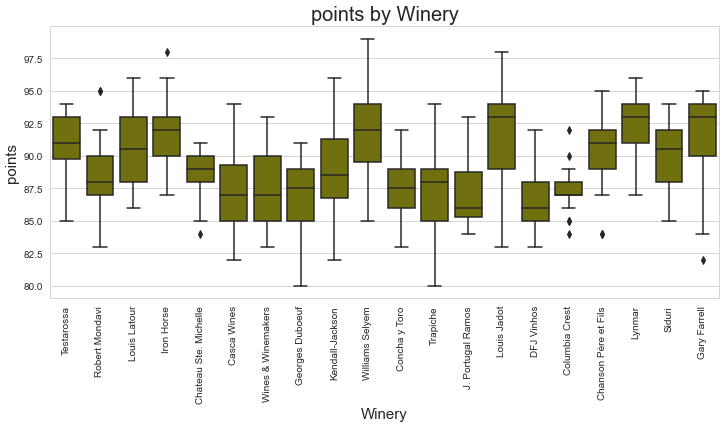 points by Winery
points
97.5
95.0
92.5
90.0
87.5
85.0
82.5
80.0
Testarossa
Robert Mondavi
Louis Latour
Iron Horse
Chateau Ste. Michelle
Casca Wines
Wines & Winemakers
Georges Duboeuf
Kendall-Jackson
Williams Selyem
Concha y Toro
Trapiche
J. Portugal Ramos
Louis Jadot
DFJ Vinhos
Columbia Crest
Chanson Père et Fils
Lynmar
Siduri
Gary Farrell
Winery